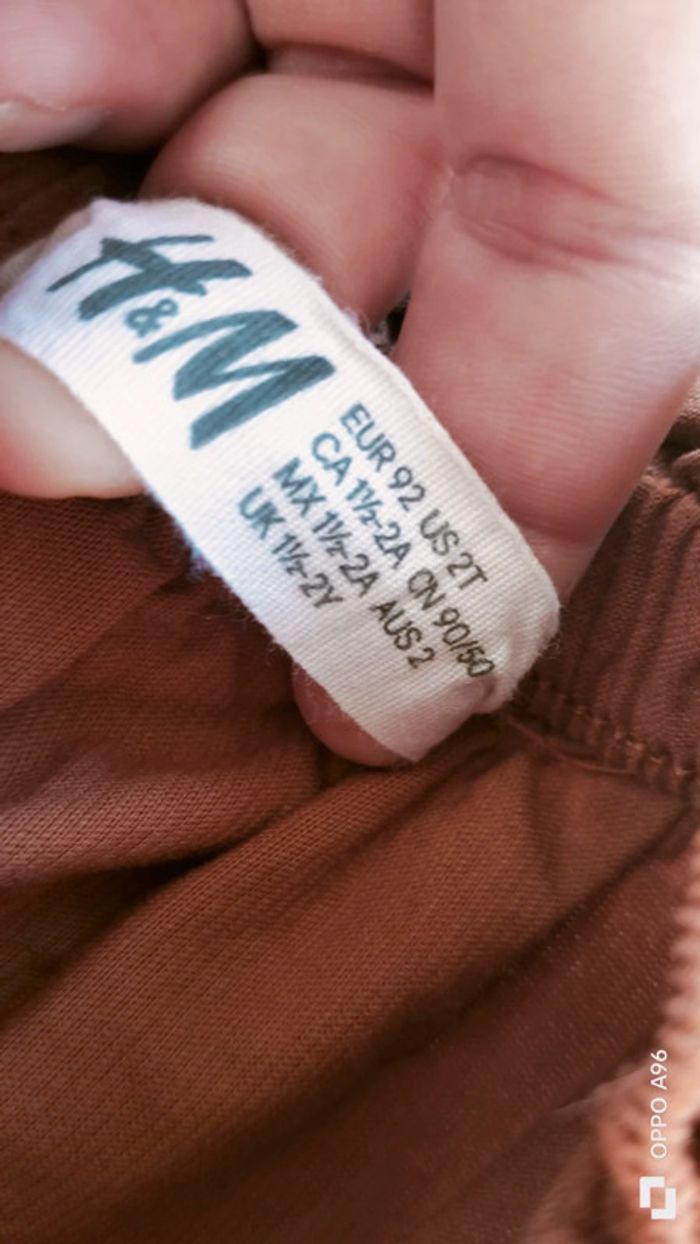 H&M
EUR 92 US 2T
CA 1½-2A CN 90/50
MX 1½-2A AUS 2
UK 1½-2Y
OPPO A96